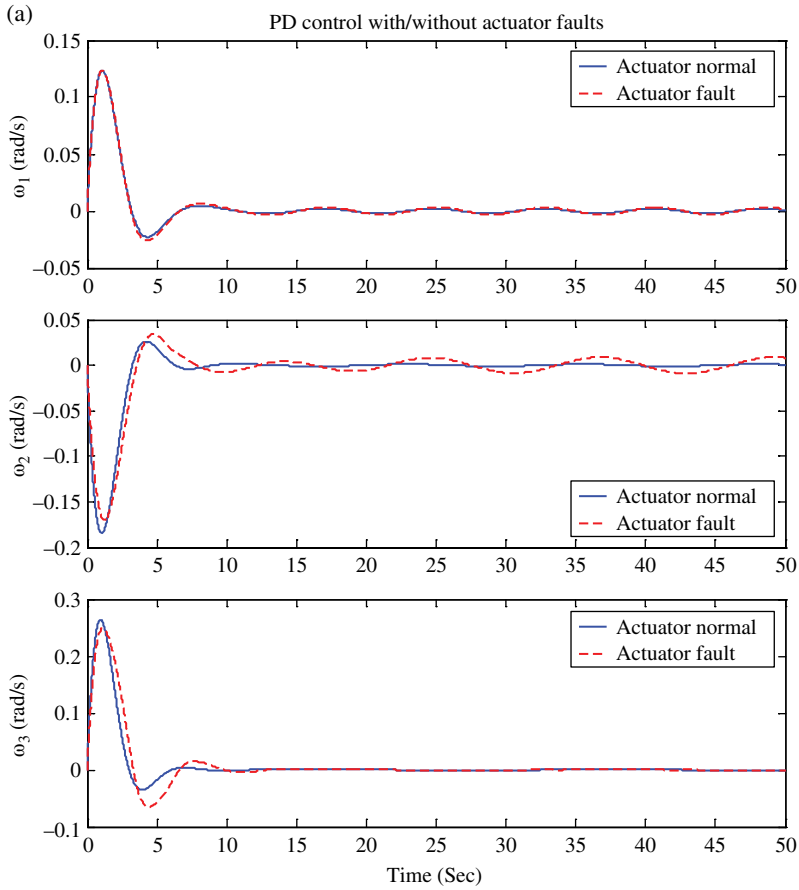 (a)
PD control with/without actuator faults
0.15
0.1
0.05
0
−0.05
ω1 (rad/s)
Actuator normal
Actuator fault
0 5 10 15 20 25 30 35 40 45 50
0.05
0
−0.05
−0.1
−0.15
−0.2
ω2 (rad/s)
Actuator normal
Actuator fault
0 5 10 15 20 25 30 35 40 45 50
0.3
0.2
0.1
0
−0.1
ω3 (rad/s)
Actuator normal
Actuator fault
0 5 10 15 20 25 30 35 40 45 50
Time (Sec)